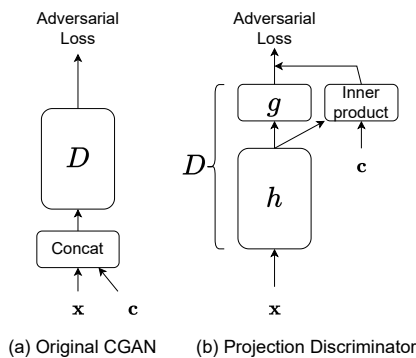 Adversarial
Loss
D
Concat
x
c
(a) Original CGAN
Adversarial
Loss
g
Inner
product
D
h
c
x
(b) Projection Discriminator